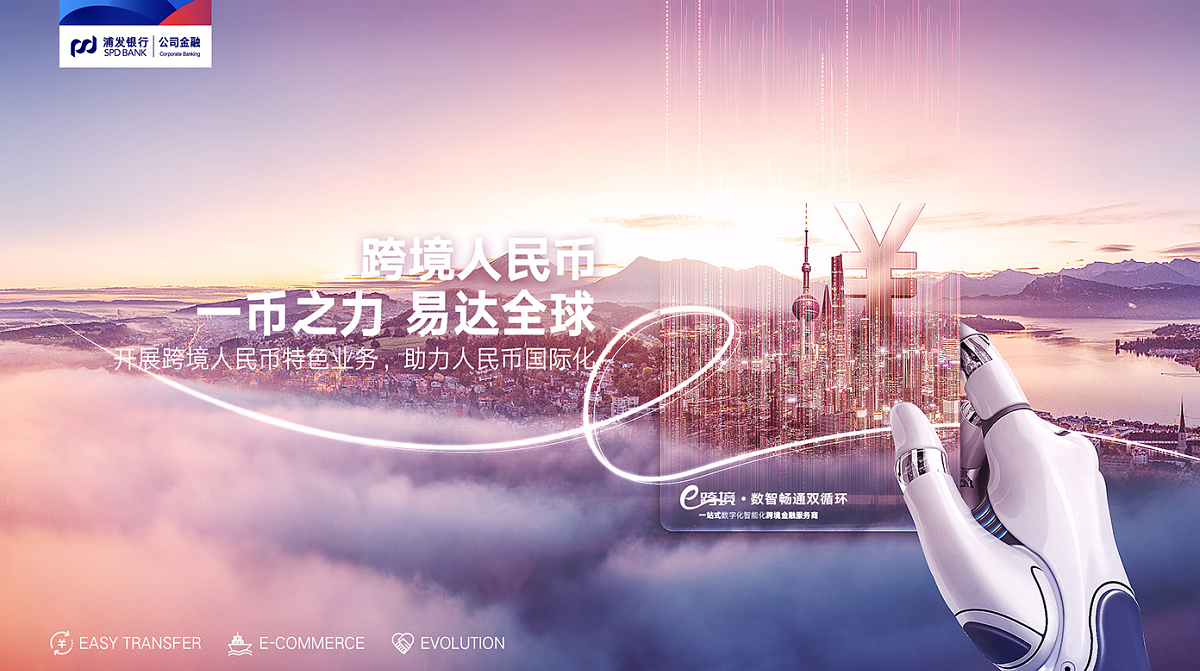 浦发银行 公司金融
SPD BANK Corporate Banking
跨境人民币
一币之力 易达全球
开展跨境人民币特色业务，助力人民币国际化
¥
e跨境·数智畅通双循环
一站式数字化智能化跨境金融服务商
EASY TRANSFER E-COMMERCE EVOLUTION